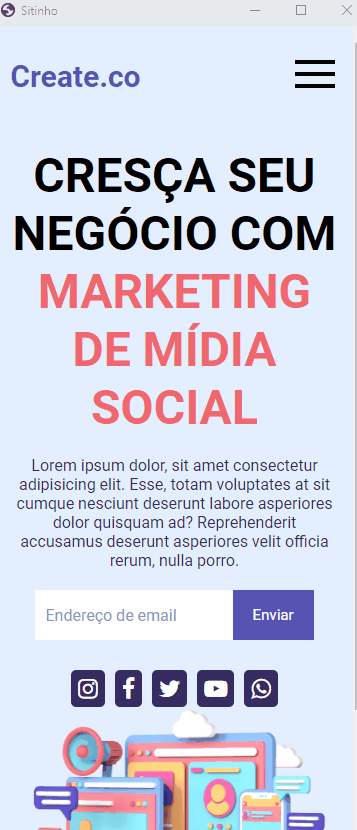 Sitinho
Create.co
CRESÇA SEU
NEGÓCIO COM
MARKETING
DE MÍDIA
SOCIAL
Lorem ipsum dolor, sit amet consectetur
adipisicing elit. Esse, totam voluptates at sit
cumque nesciunt deserunt labore asperiores
dolor quisquam ad? Reprehenderit
accusamus deserunt asperiores velit officia
rerum, nulla porro.
Endereço de email
Enviar